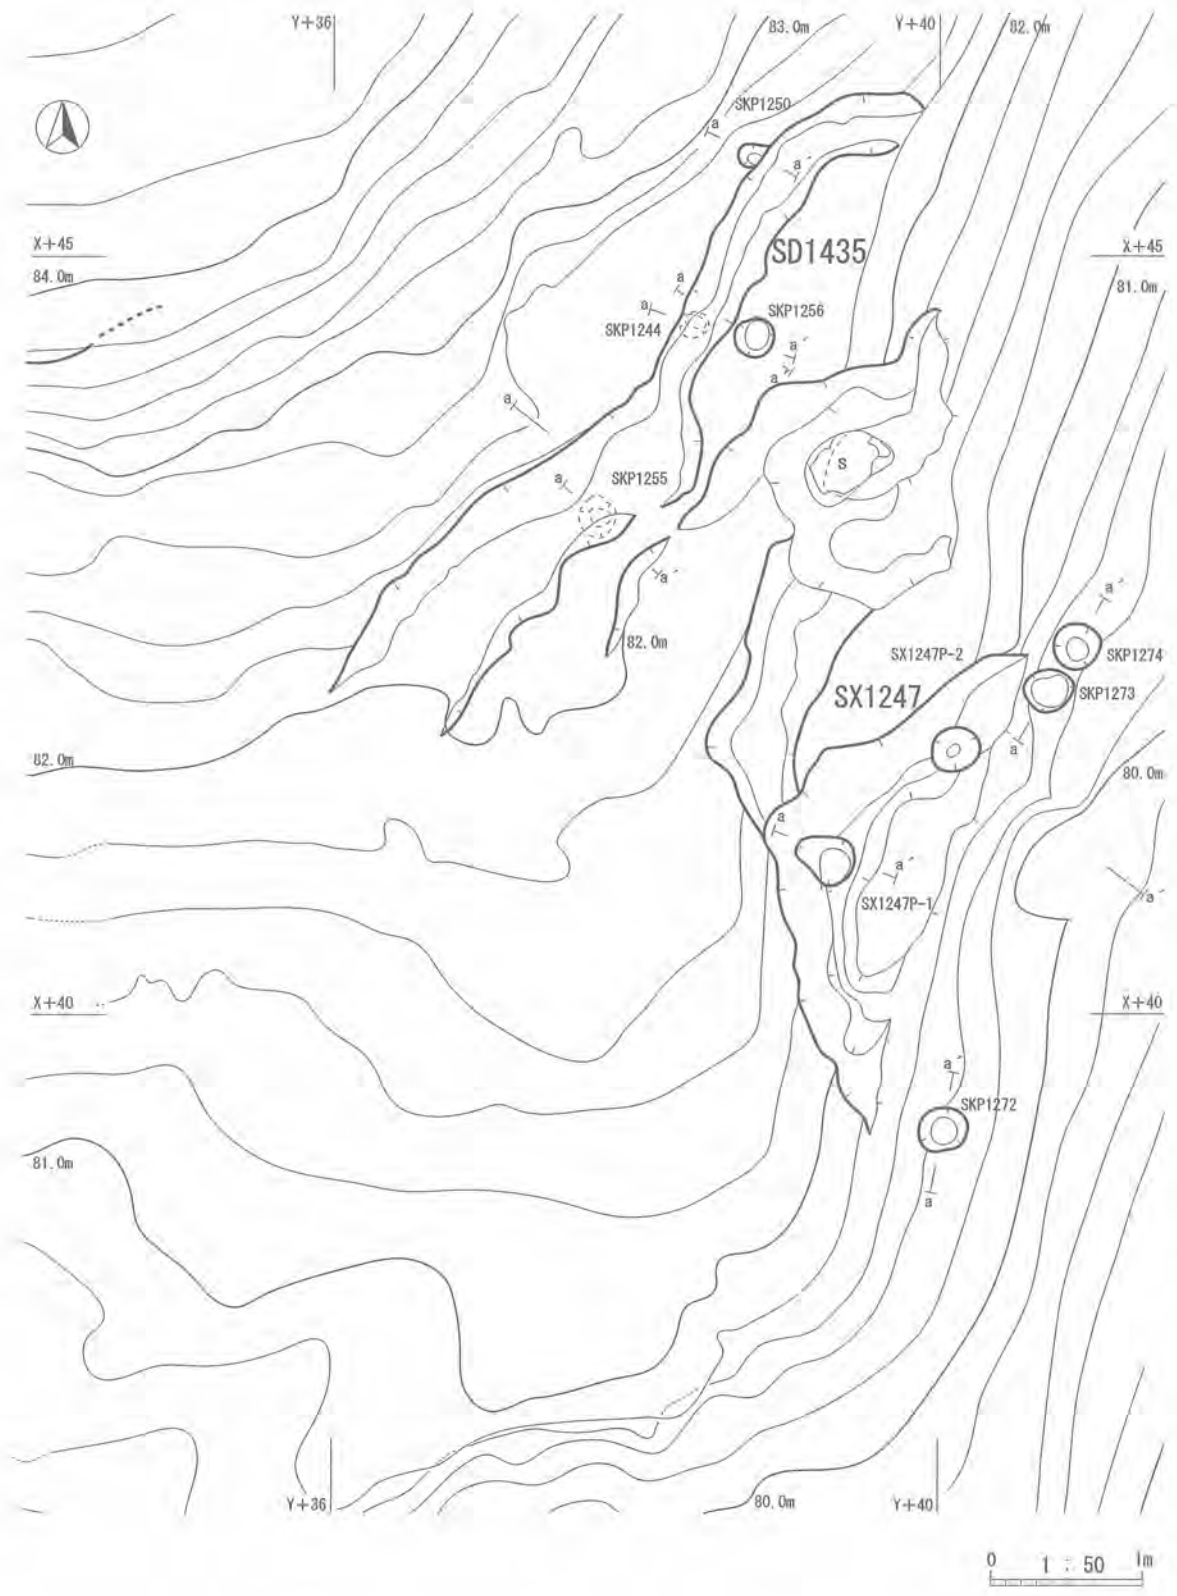 Y+36
83.0m
Y+40
82.0m
SKP1250
a
a'
X+45
SD1435
X+45
84.0m
81.0m
a
a'
SKP1244
SKP1256
a'
a
a
SKP1255
a
S
a'
a'
82.0m
SX1247P-2
SKP1274
SX1247
SKP1273
a
82.0m
80.0m
a
a'
SX1247P-1
a'
X+40
X+40
a'
SKP1272
81.0m
a
Y+36
80.0m
Y+40
0 1:50 1m